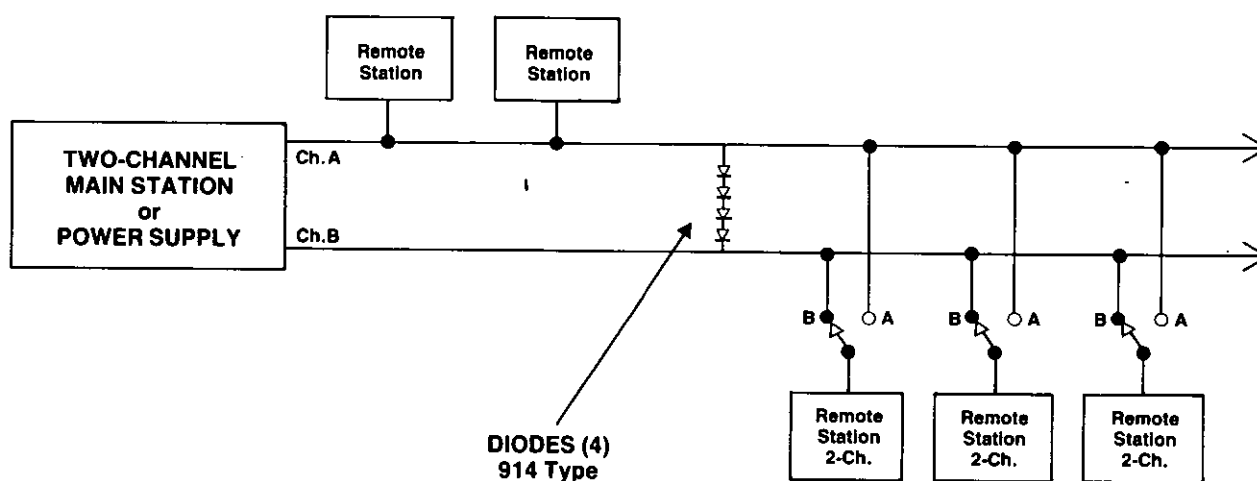 Remote
Station
Remote
Station
TWO-CHANNEL
MAIN STATION
or
POWER SUPPLY
Ch. A
Ch.B
B
A
B
A
B
A
DIODES (4)
914 Type
Remote
Station
2-Ch.
Remote
Station
2-Ch.
Remote
Station
2-Ch.